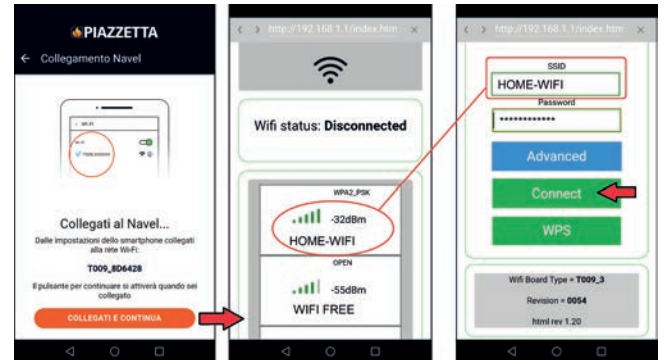 PIAZZETTA
Collegamento Navel
Collegati al Navel...
Dalle impostazioni dello smartphone collegati
alla rete Wi-Fi:
T009_8D6428
Il pulsante per continuare si attiverà quando sei
collegato
COLLEGATI E CONTINUA
http://192.168.1.1/index.htm
Wifi status: Disconnected
WPA2_PSK
-32dBm
HOME-WIFI
OPEN
-55dBm
WIFI FREE
http://192.168.1.1/index.htm
SSID
HOME-WIFI
Password
************
Advanced
Connect
WPS
Wifi Board Type = T009_3
Revision = 0054
html rev 1.20